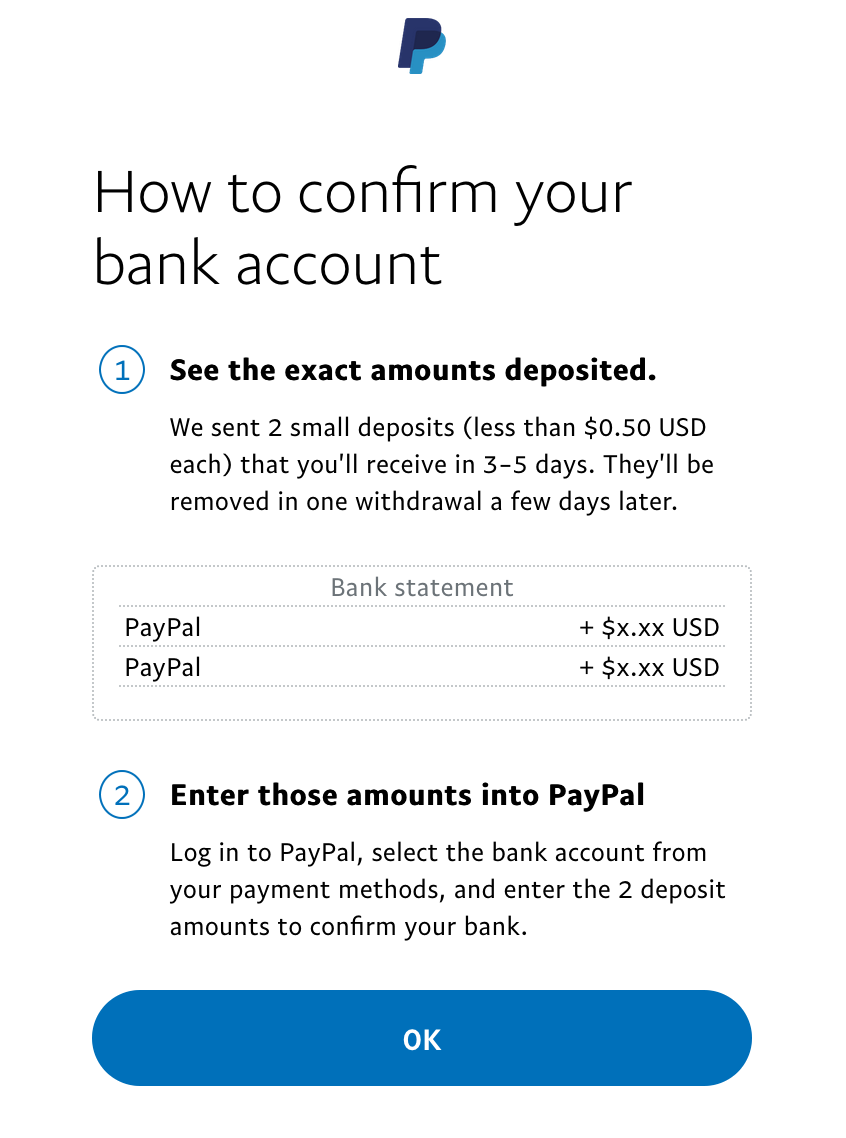 How to confirm your
bank account
1 See the exact amounts deposited.
We sent 2 small deposits (less than $0.50 USD
each) that you'll receive in 3–5 days. They'll be
removed in one withdrawal a few days later.
Bank statement
PayPal + $x.xx USD
PayPal + $x.xx USD
2 Enter those amounts into PayPal
Log in to PayPal, select the bank account from
your payment methods, and enter the 2 deposit
amounts to confirm your bank.
OK